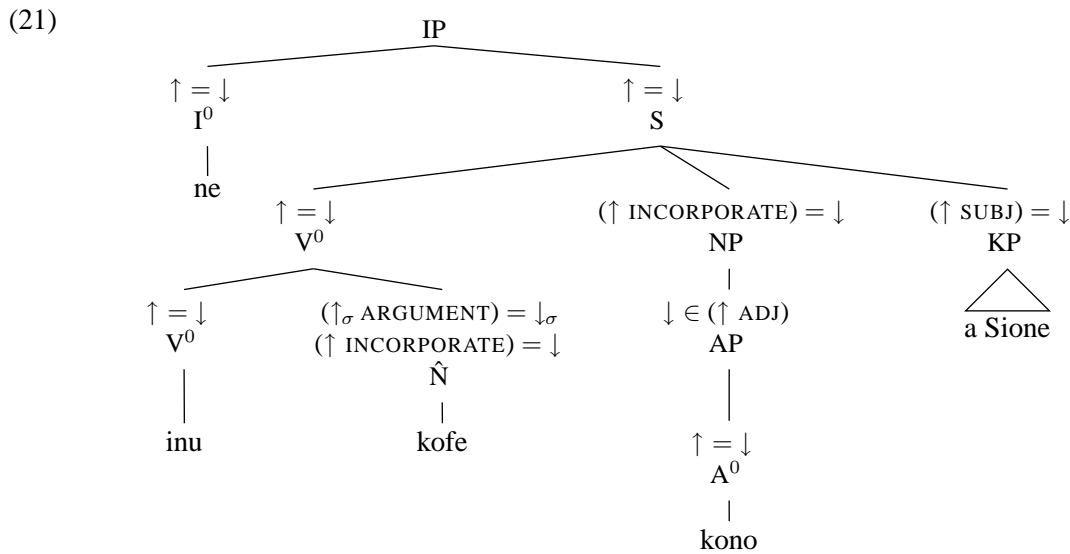 (21)
IP
↑ = ↓ ↑ = ↓
I⁰ S
ne
↑ = ↓ (↑ INCORPORATE) = ↓ (↑ SUBJ) = ↓
V⁰ NP KP
↑ = ↓ (↑σ ARGUMENT) = ↓σ ↓ ∈ (↑ ADJ) a Sione
V⁰ (↑ INCORPORATE) = ↓ AP
N̂
inu kofe
↑ = ↓
A⁰
kono